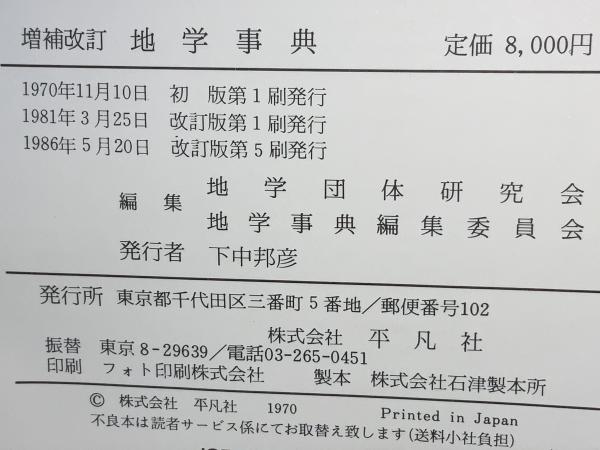 増補改訂 地学事典 定価 8,000円
1970年11月10日 初 版第1刷発行
1981年3月25日 改訂版第1刷発行
1986年5月20日 改訂版第5刷発行
編集 地学団体研究会
地学事典編集委員会
発行者 下中邦彦
発行所 東京都千代田区三番町5番地/郵便番号102
株式会社 平凡社
振替 東京8-29639/電話03-265-0451
印刷 フォト印刷株式会社 製本 株式会社石津製本所
© 株式会社 平凡社 1970 Printed in Japan
不良本は読者サービス係にてお取替え致します(送料小社負担)